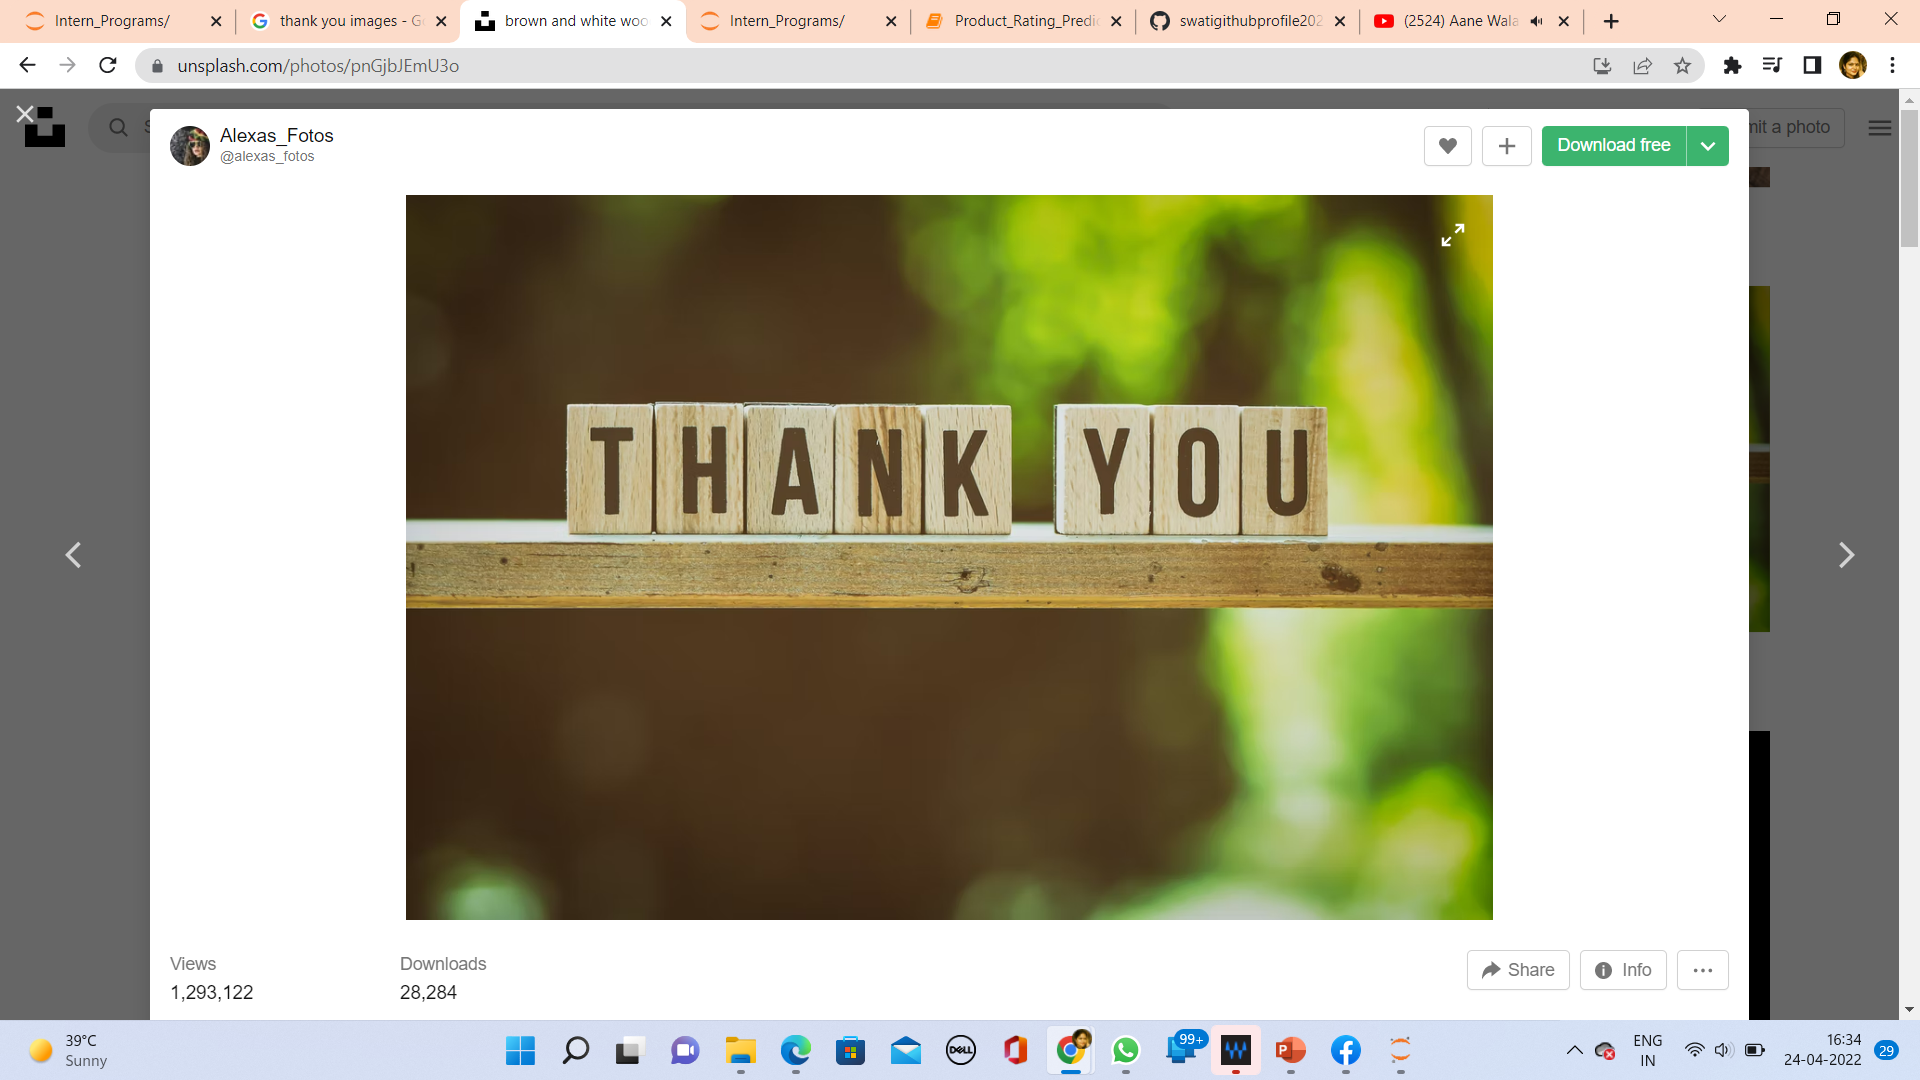 Intern_Programs/
thank you images - G
brown and white woo
Intern_Programs/
Product_Rating_Predi
swatigithubprofile202
(2524) Aane Wala
unsplash.com/photos/pnGjbJEmU3o
Alexas_Fotos
@alexas_fotos
Download free
mit a photo
THANK YOU
Views
1,293,122
Downloads
28,284
Share
Info
39°C
Sunny
DELL
99+
ENG
IN
16:34
24-04-2022
29